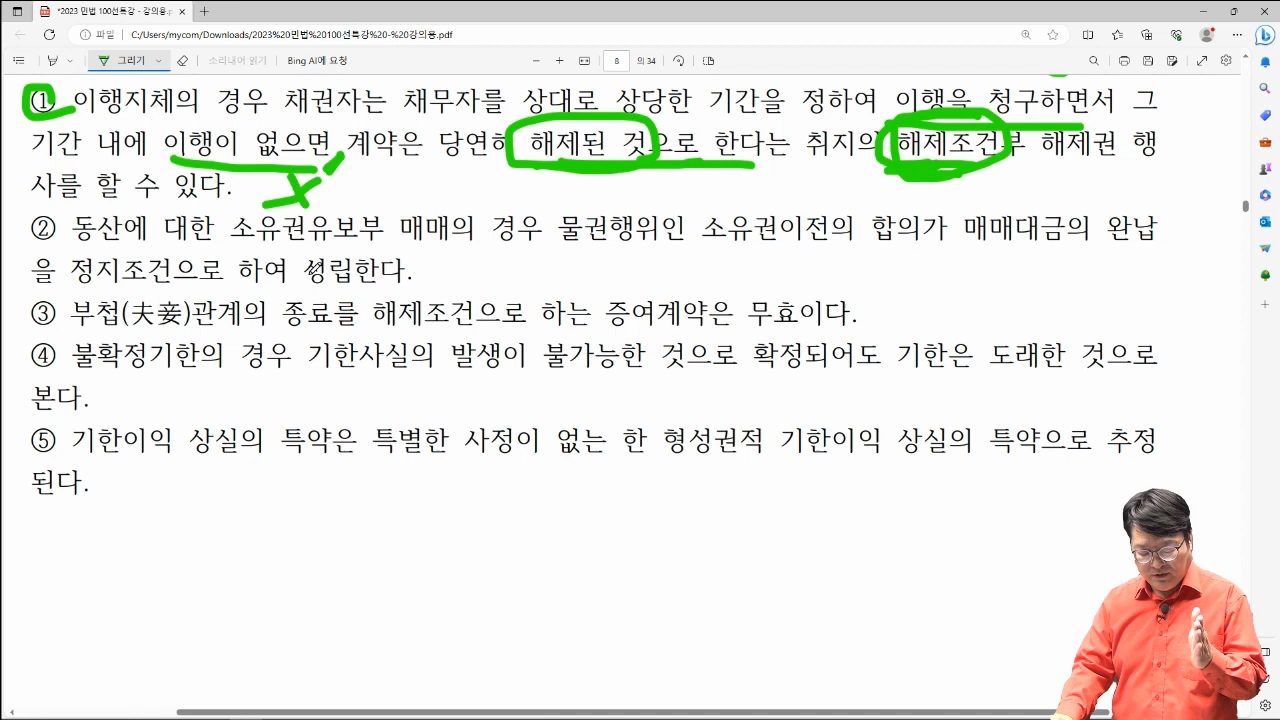 *2023 민법 100선특강 - 강의용.p
파일 C:/Users/mycom/Downloads/2023%20민법%20100선특강%20-%20강의용.pdf
그리기 소리내어 읽기 Bing AI에 요청 8 의 34
① 이행지체의 경우 채권자는 채무자를 상대로 상당한 기간을 정하여 이행을 청구하면서 그
기간 내에 이행이 없으면 계약은 당연히 해제된 것으로 한다는 취지의 해제조건부 해제권 행
사를 할 수 있다.
② 동산에 대한 소유권유보부 매매의 경우 물권행위인 소유권이전의 합의가 매매대금의 완납
을 정지조건으로 하여 성립한다.
③ 부첩(夫妾)관계의 종료를 해제조건으로 하는 증여계약은 무효이다.
④ 불확정기한의 경우 기한사실의 발생이 불가능한 것으로 확정되어도 기한은 도래한 것으로
본다.
⑤ 기한이익 상실의 특약은 특별한 사정이 없는 한 형성권적 기한이익 상실의 특약으로 추정
된다.